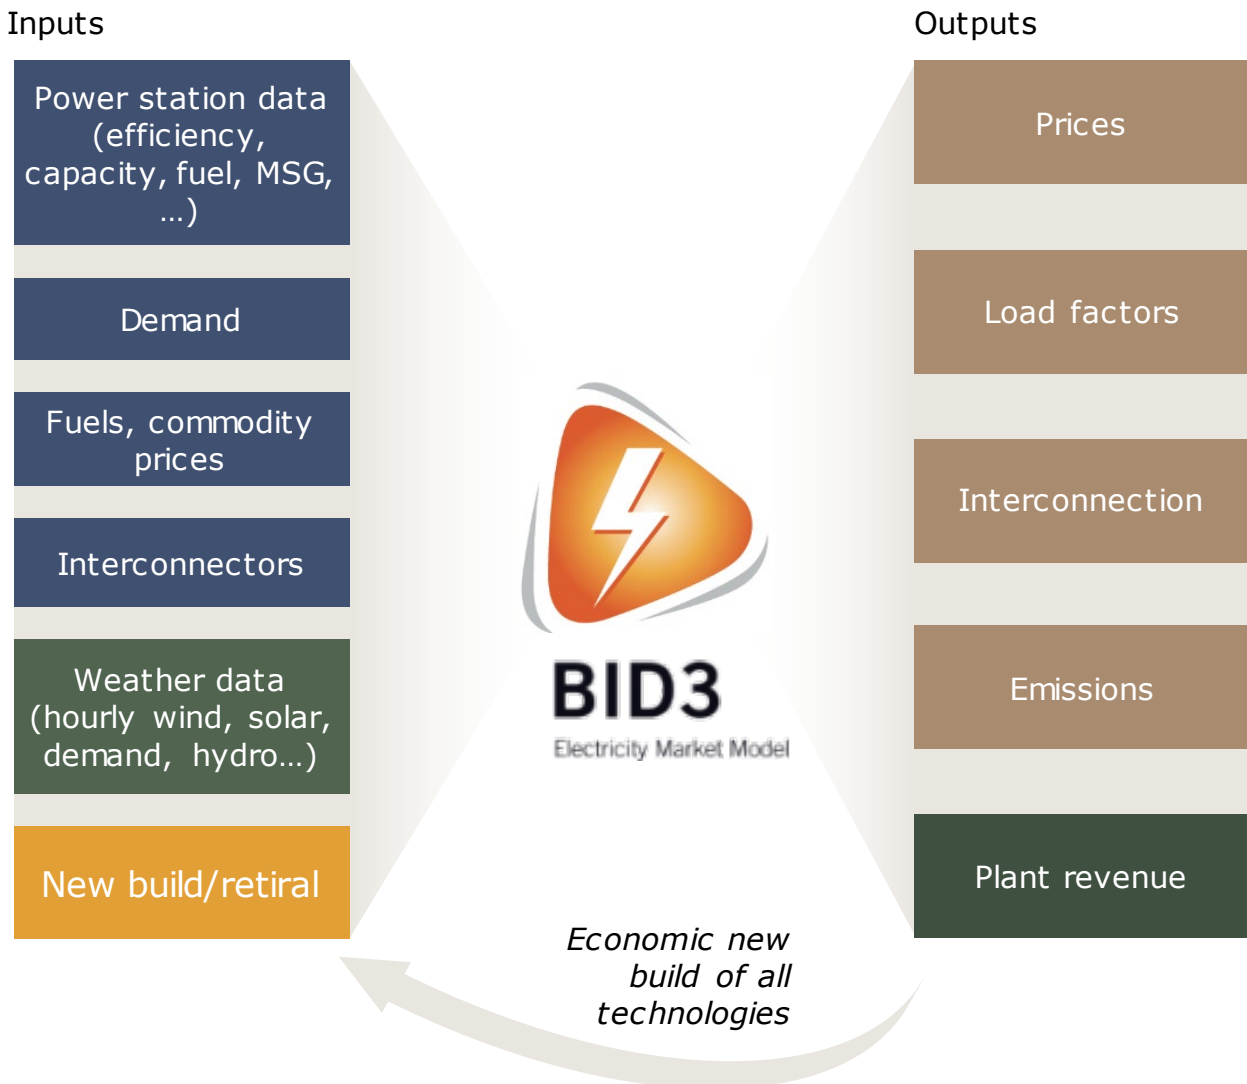 Inputs
Outputs
Power station data
(efficiency,
capacity, fuel, MSG,
…)
Demand
Fuels, commodity
prices
Interconnectors
Weather data
(hourly wind, solar,
demand, hydro…)
New build/retiral
BID3
Electricity Market Model
Prices
Load factors
Interconnection
Emissions
Plant revenue
Economic new
build of all
technologies